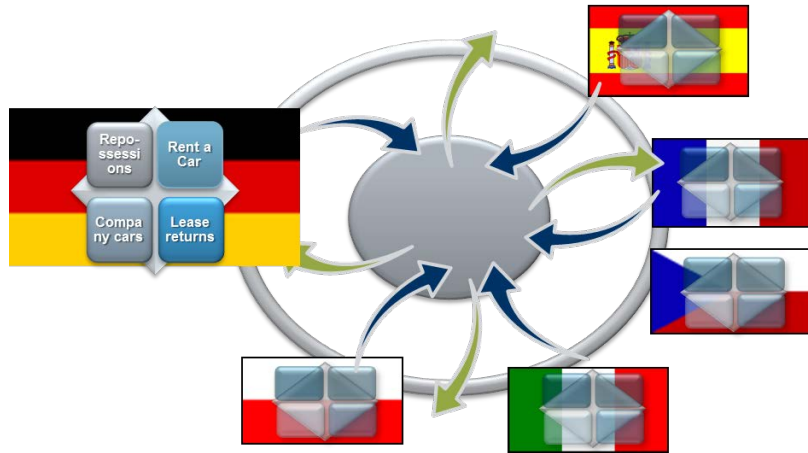 Repo-
ssessi
ons
Rent a
Car
Compa
ny cars
Lease
returns